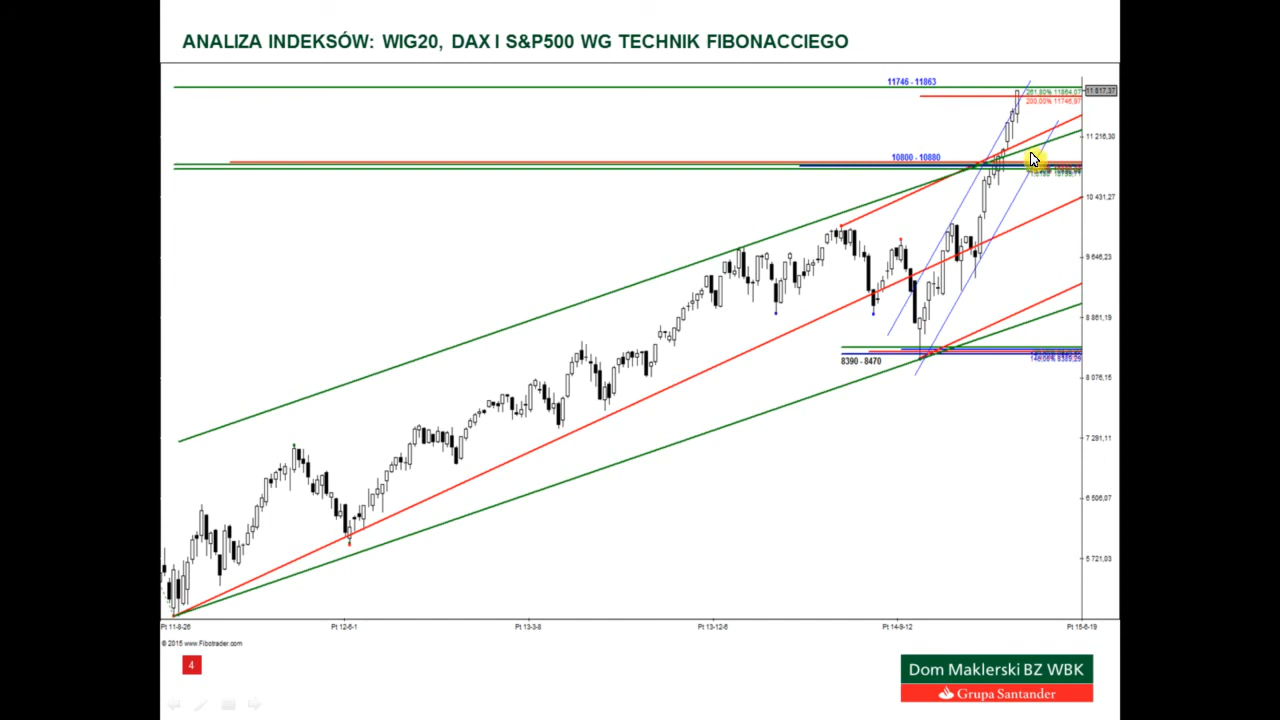 ANALIZA INDEKSÓW: WIG20, DAX I S&P500 WG TECHNIK FIBONACCIEGO
11746 - 11863
261,80% 11864,07
11 817,37
200,00% 11746,97
11 216,30
10800 - 10880
10 431,27
9 646,23
8 861,19
8390 - 8470
8 076,15
7 291,11
6 506,07
5 721,03
Pt 11-8-26
Pt 12-6-1
Pt 13-3-8
Pt 13-12-6
Pt 14-9-12
Pt 15-6-19
© 2015 www.Fibotrader.com
4
Dom Maklerski BZ WBK
Grupa Santander